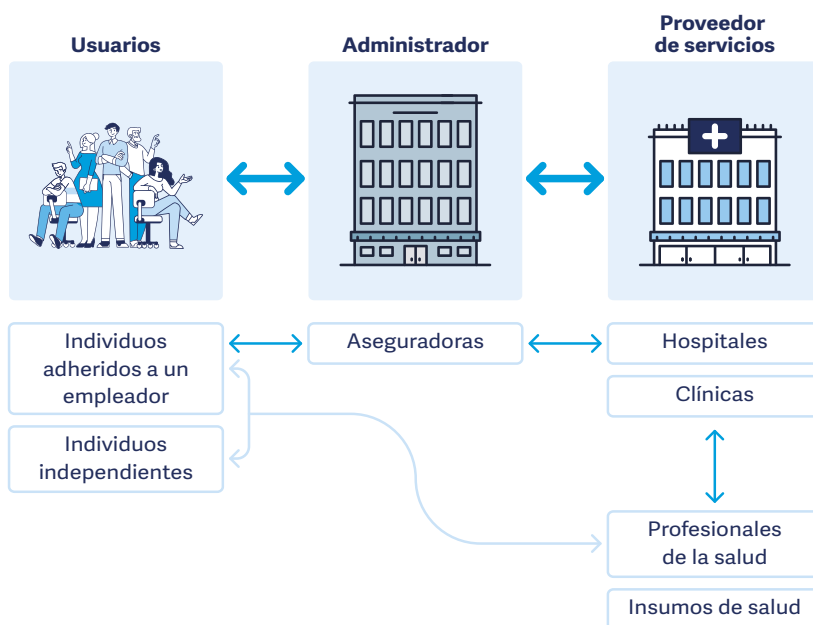 Usuarios
Administrador
Proveedor
de servicios
Individuos
adheridos a un
empleador
Individuos
independientes
Aseguradoras
Hospitales
Clínicas
Profesionales
de la salud
Insumos de salud